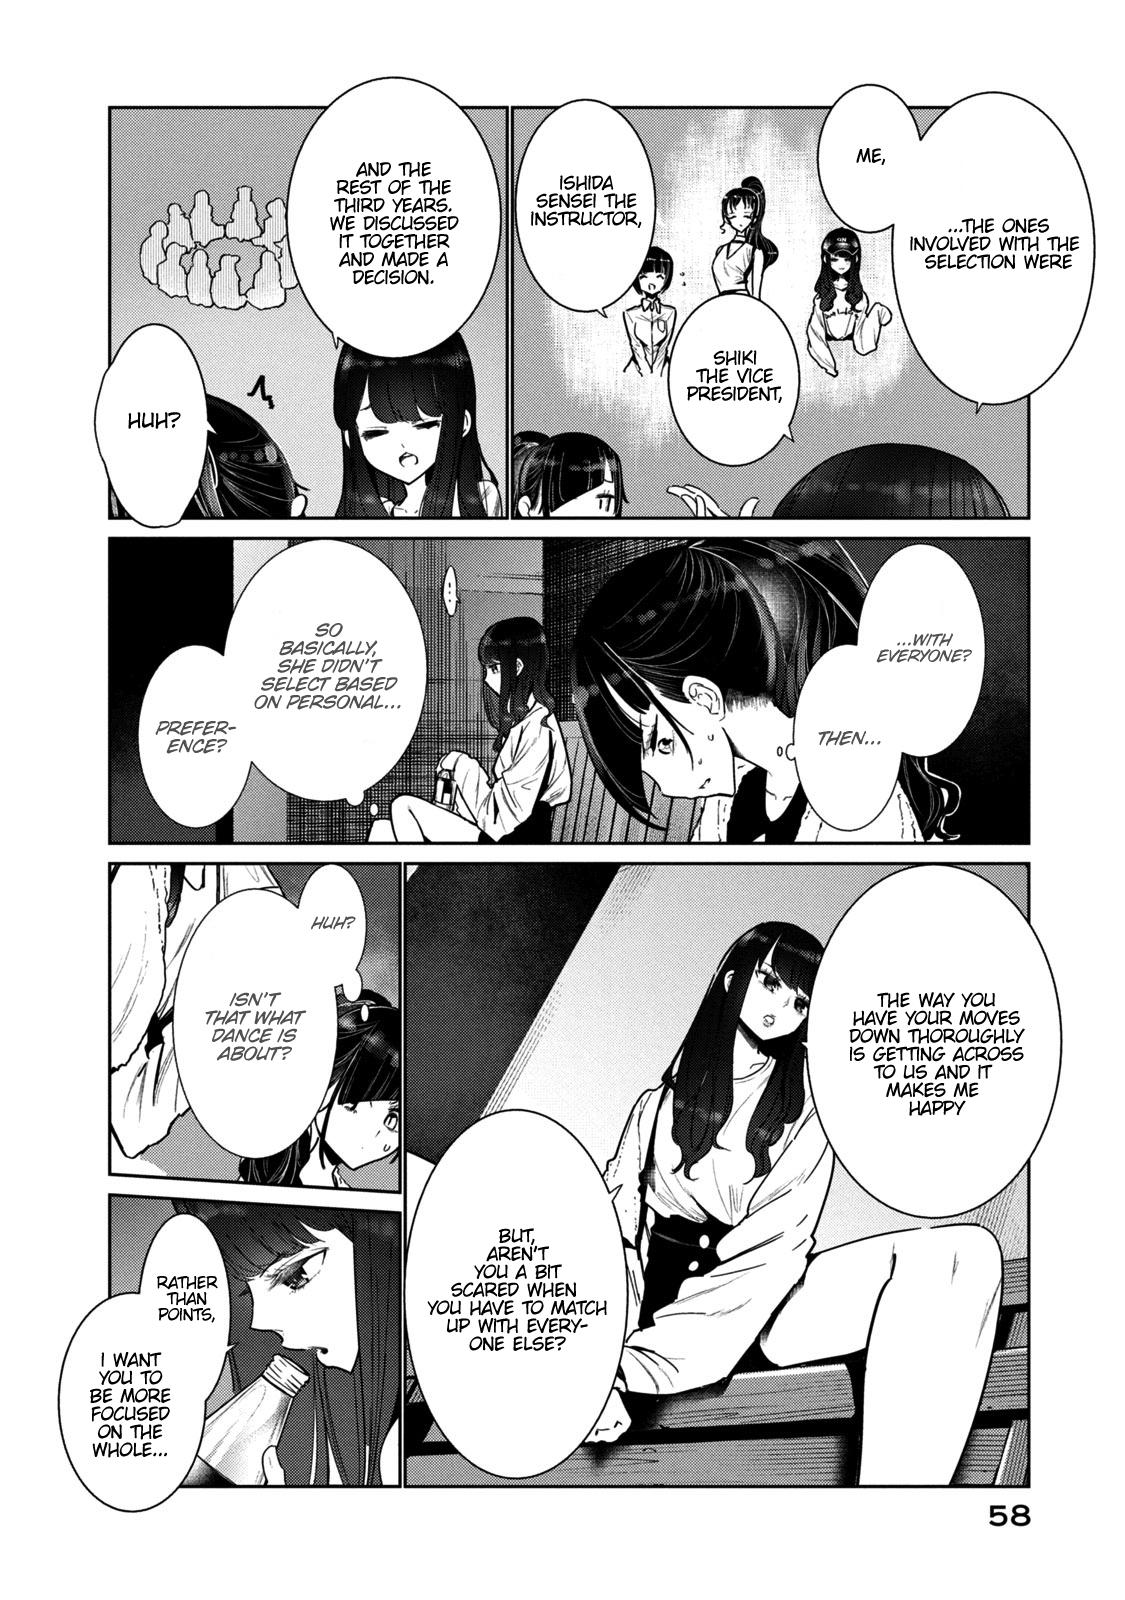 ...THE ONES
INVOLVED WITH THE
SELECTION WERE
ME,
SHIKI
THE VICE
PRESIDENT,
ISHIDA
SENSEI THE
INSTRUCTOR,
AND THE
REST OF THE
THIRD YEARS.
WE DISCUSSED
IT TOGETHER
AND MADE A
DECISION.
HUH?
...WITH
EVERYONE?
THEN...
...
SO
BASICALLY,
SHE DIDN'T
SELECT BASED
ON PERSONAL...
PREFER-
ENCE?
THE WAY YOU
HAVE YOUR MOVES
DOWN THOROUGHLY
IS GETTING ACROSS
TO US AND IT
MAKES ME
HAPPY
BUT,
AREN'T
YOU A BIT
SCARED WHEN
YOU HAVE TO MATCH
UP WITH EVERY-
ONE ELSE?
HUH?
ISN'T
THAT WHAT
DANCE IS
ABOUT?
RATHER
THAN
POINTS,
I WANT
YOU TO
BE MORE
FOCUSED
ON THE
WHOLE...
58